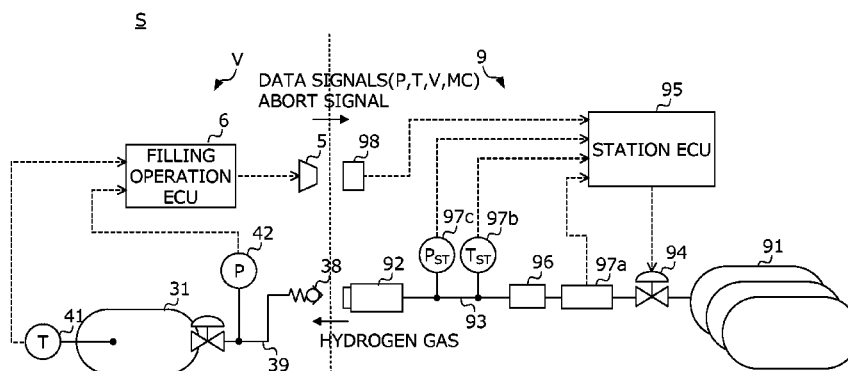 S
V
DATA SIGNALS(P,T,V,MC)
ABORT SIGNAL
9
95
6
FILLING
OPERATION
ECU
5
98
STATION ECU
42
P
97c
PST
97b
TST
31
38
92
96
97a
94
91
93
41
T
39
HYDROGEN GAS